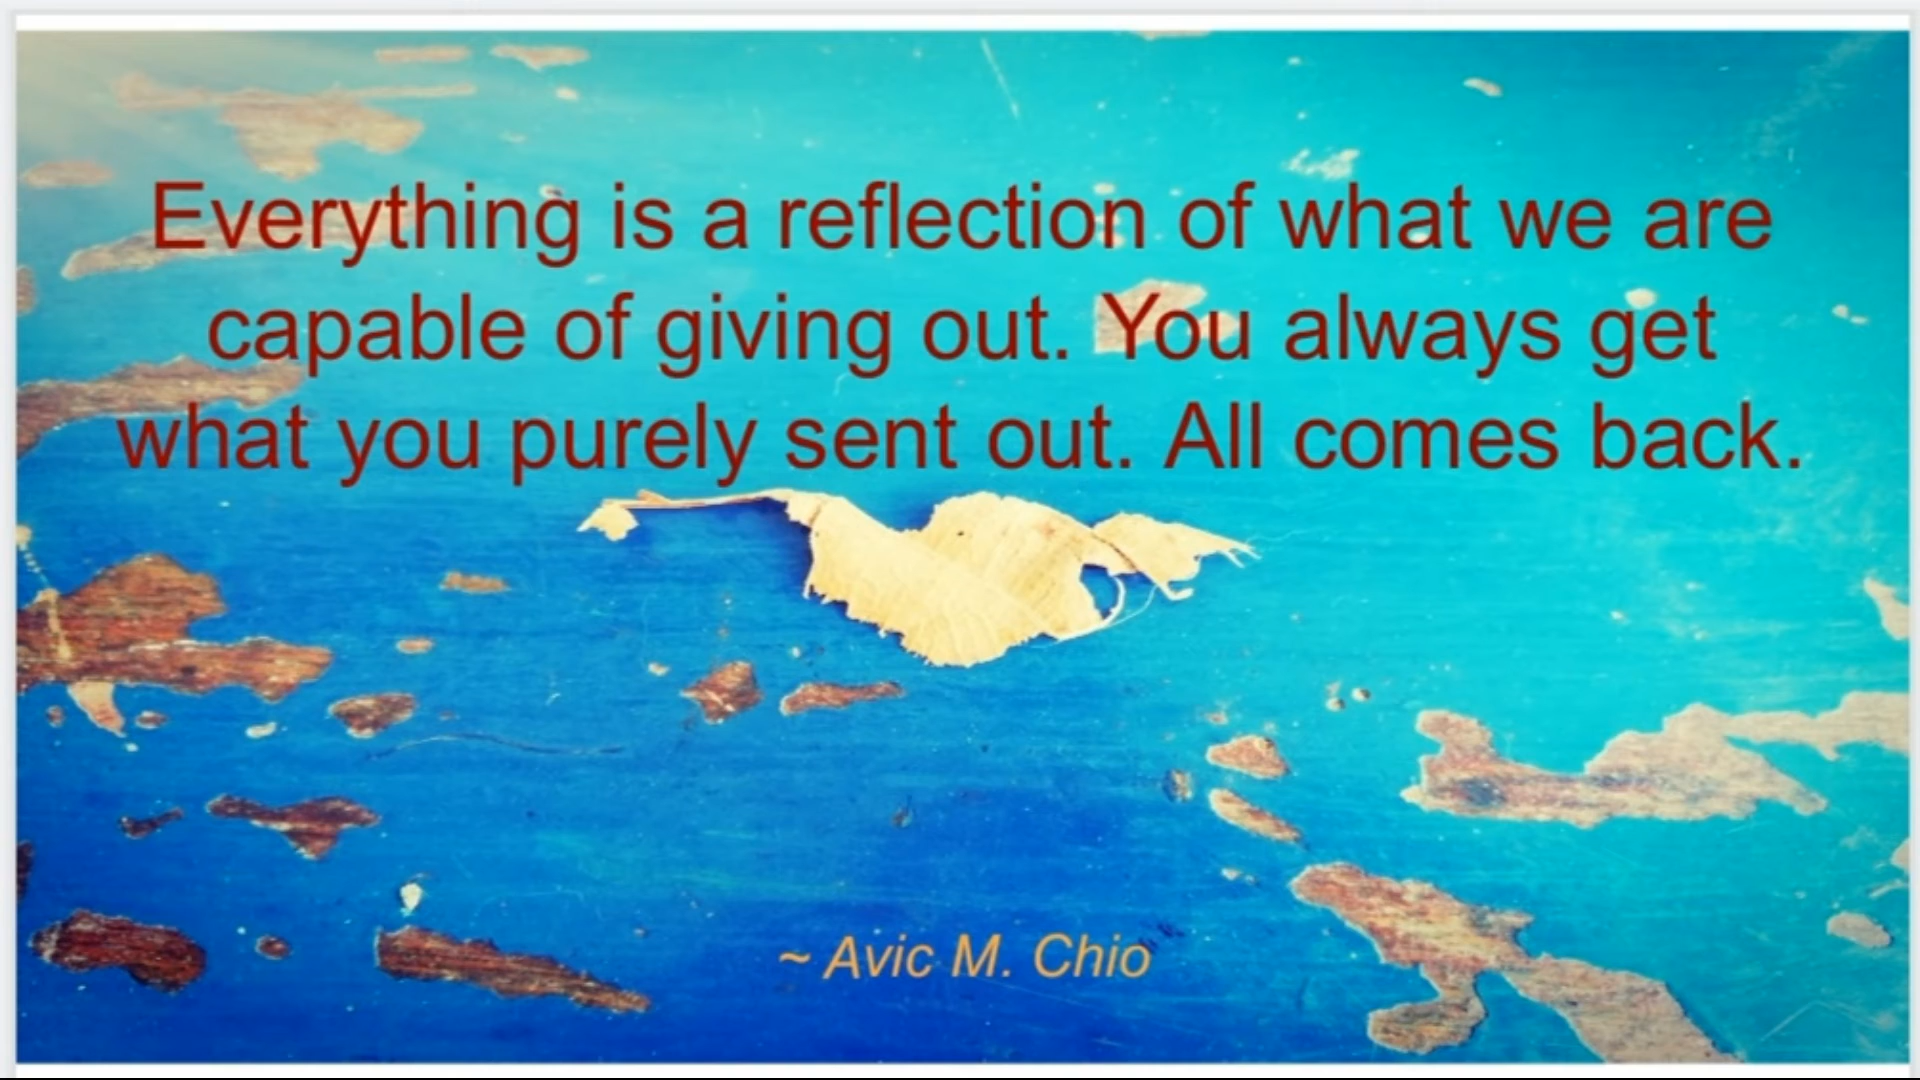 Everything is a reflection of what we are
capable of giving out. You always get
what you purely sent out. All comes back.
~ Avic M. Chio